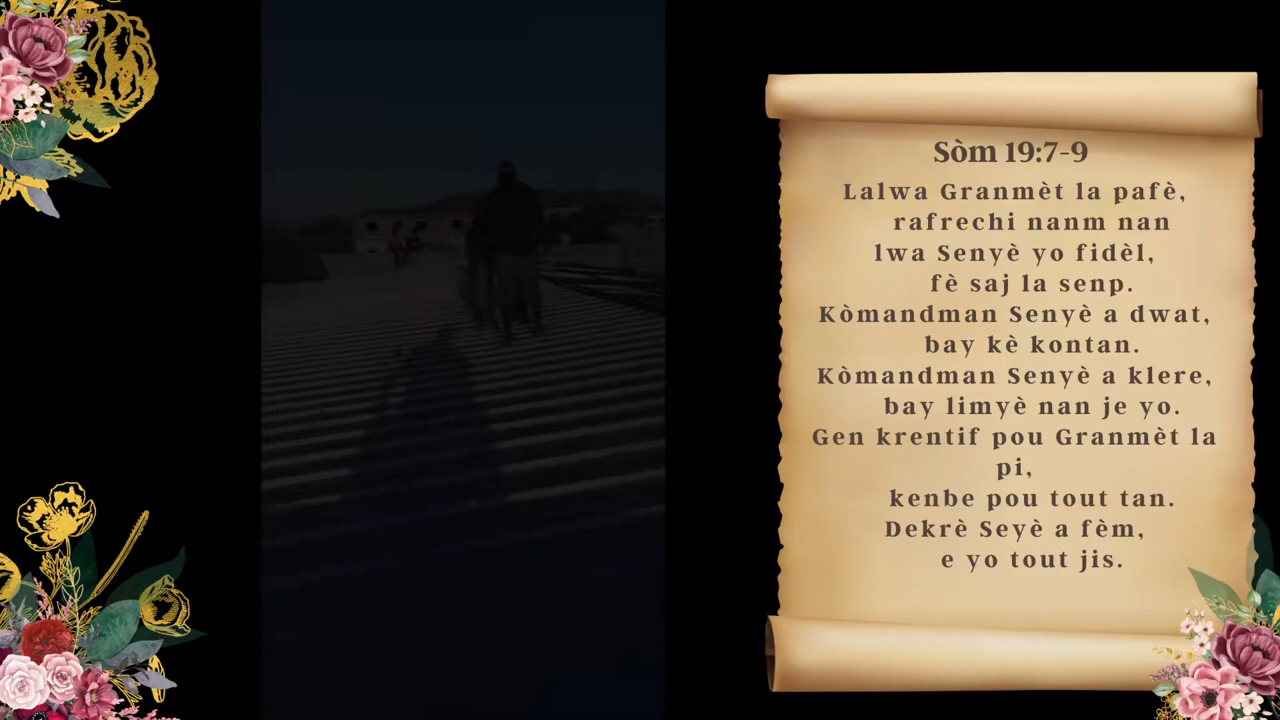 Sòm 19:7-9
Lalwa Granmèt la pafè,
rafrechi nanm nan
lwa Senyè yo fidèl,
fè saj la senp.
Kòmandman Senyè a dwat,
bay kè kontan.
Kòmandman Senyè a klere,
bay limyè nan je yo.
Gen krentif pou Granmèt la
pi,
kenbe pou tout tan.
Dekrè Seyè a fèm,
e yo tout jis.